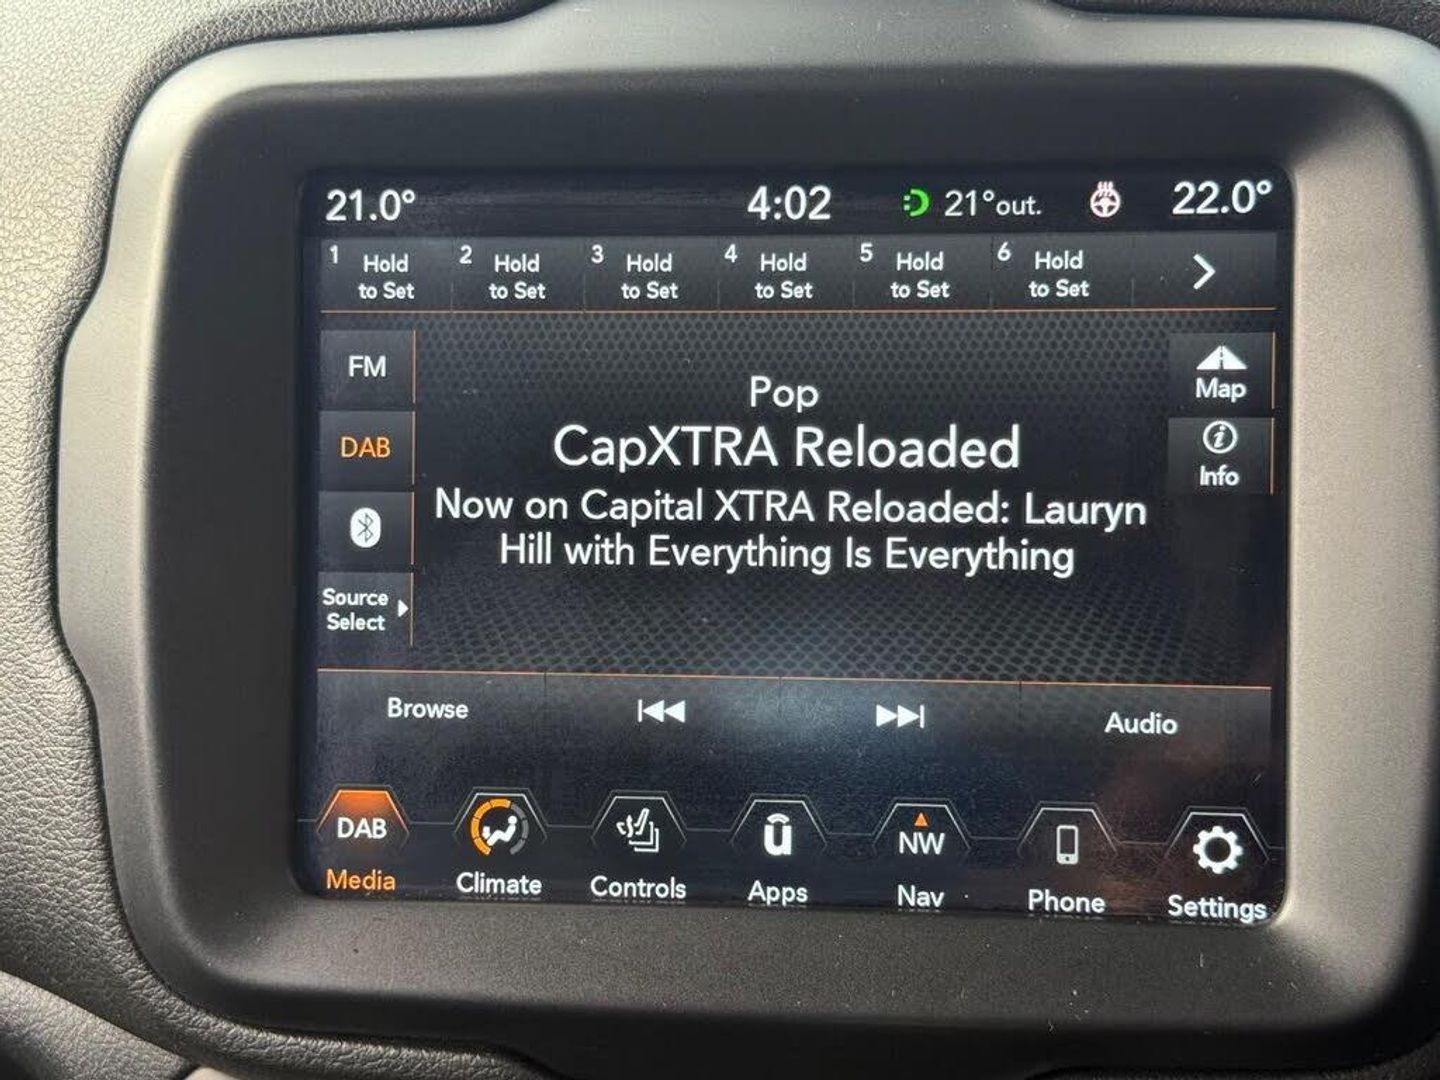 21.0° 4:02 21°out. 22.0°
1 Hold to Set 2 Hold to Set 3 Hold to Set 4 Hold to Set 5 Hold to Set 6 Hold to Set
FM
DAB
Source
Select
Pop
CapXTRA Reloaded
Now on Capital XTRA Reloaded: Lauryn
Hill with Everything Is Everything
Map
Info
Browse Audio
DAB u NW
Media Climate Controls Apps Nav Phone Settings